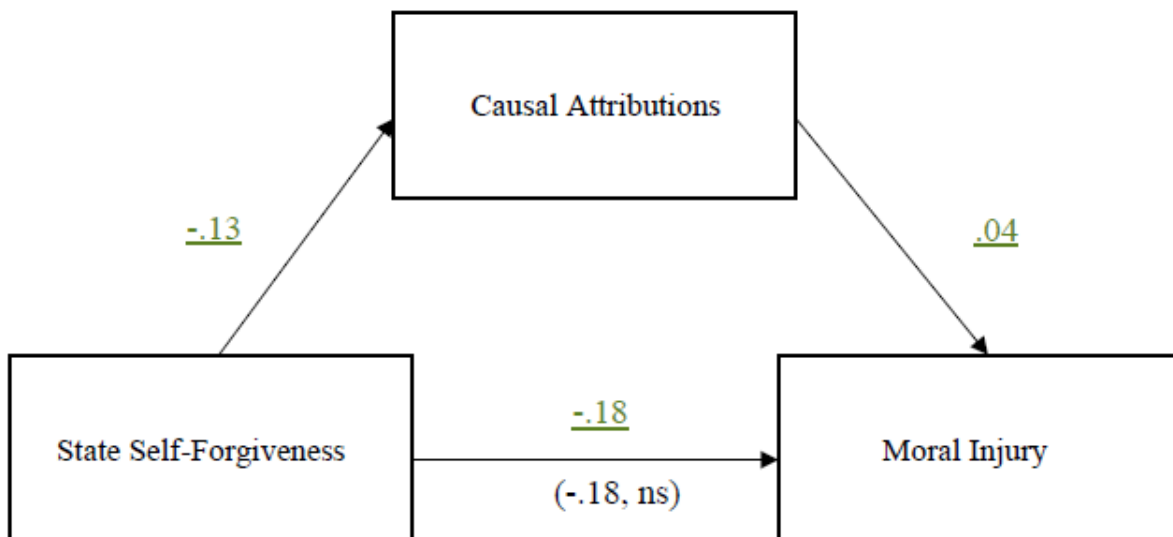 Causal Attributions
-.13
.04
-.18
State Self-Forgiveness
Moral Injury
(-.18, ns)